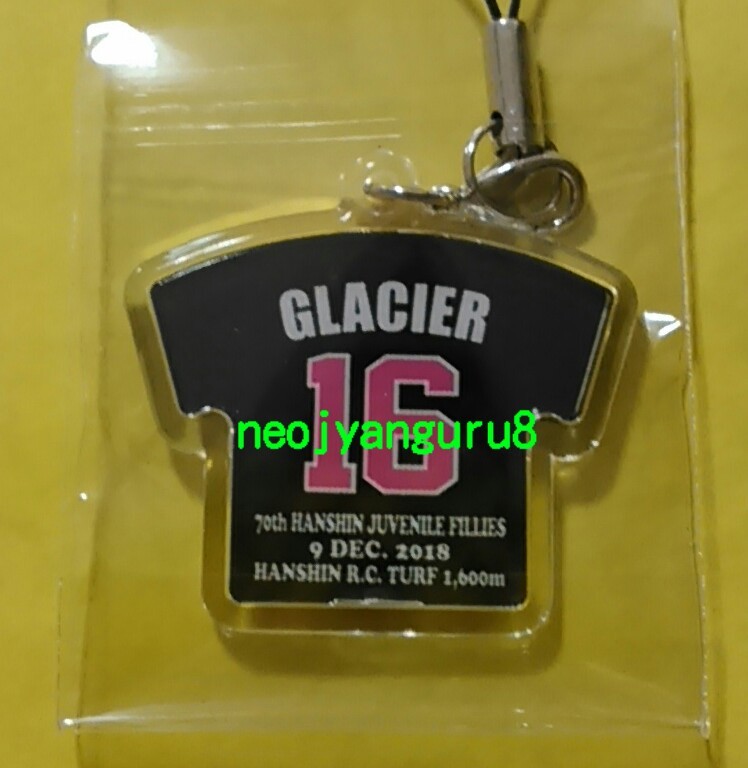 GLACIER
16
neojyanguru8
70th HANSHIN JUVENILE FILLIES
9 DEC. 2018
HANSHIN R.C. TURF 1,600m